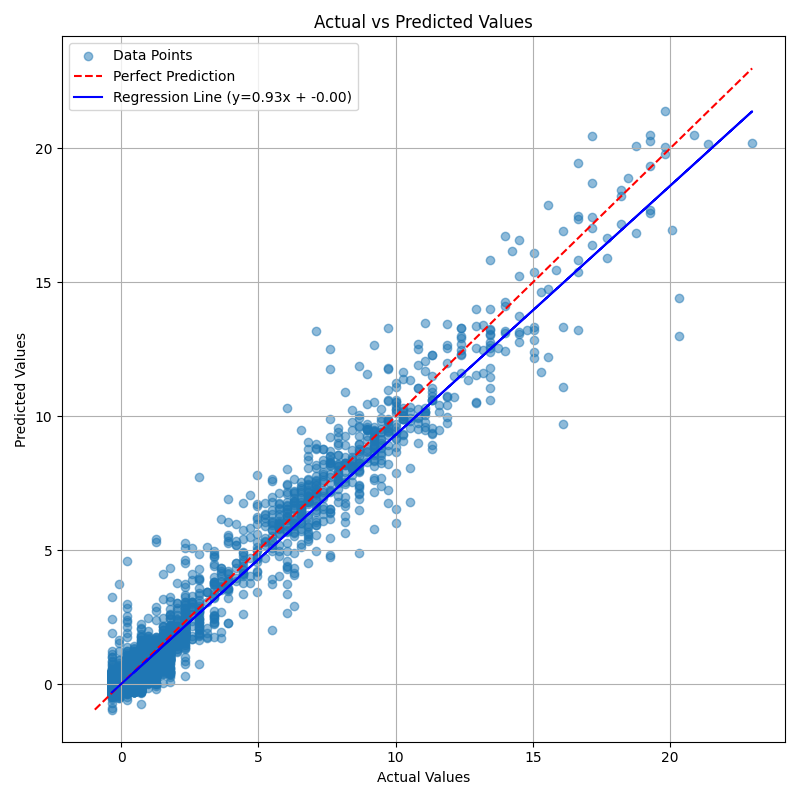 Actual vs Predicted Values
Data Points
Perfect Prediction
Regression Line (y=0.93x + -0.00)
Predicted Values
20
15
10
5
0
0 5 10 15 20
Actual Values